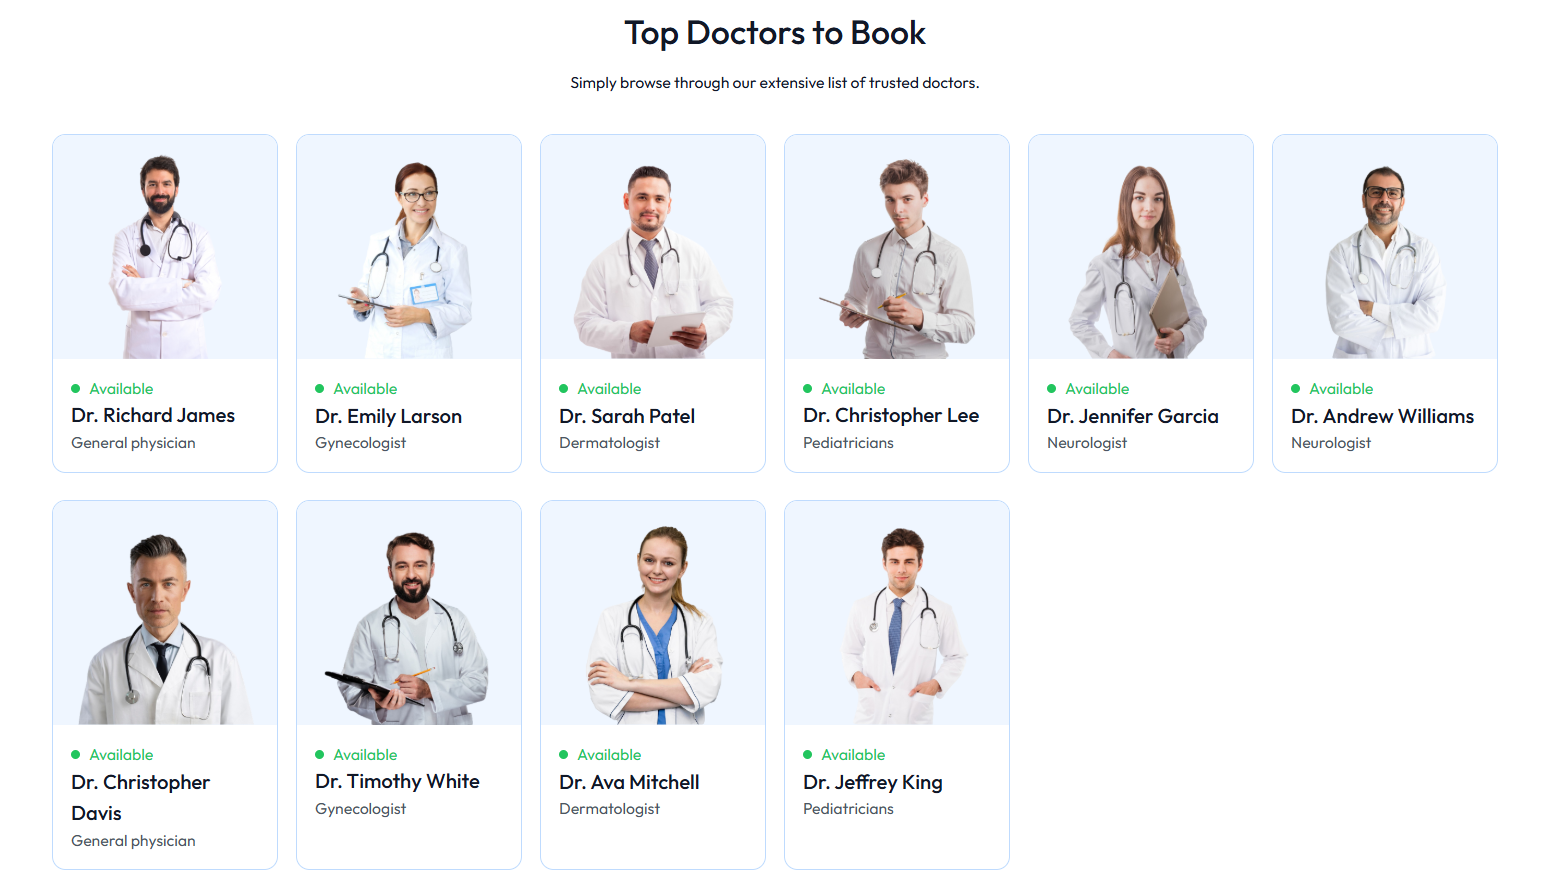 Top Doctors to Book
Simply browse through our extensive list of trusted doctors.
Available
Dr. Richard James
General physician
Available
Dr. Emily Larson
Gynecologist
Available
Dr. Sarah Patel
Dermatologist
Available
Dr. Christopher Lee
Pediatricians
Available
Dr. Jennifer Garcia
Neurologist
Available
Dr. Andrew Williams
Neurologist
Available
Dr. Christopher
Davis
General physician
Available
Dr. Timothy White
Gynecologist
Available
Dr. Ava Mitchell
Dermatologist
Available
Dr. Jeffrey King
Pediatricians